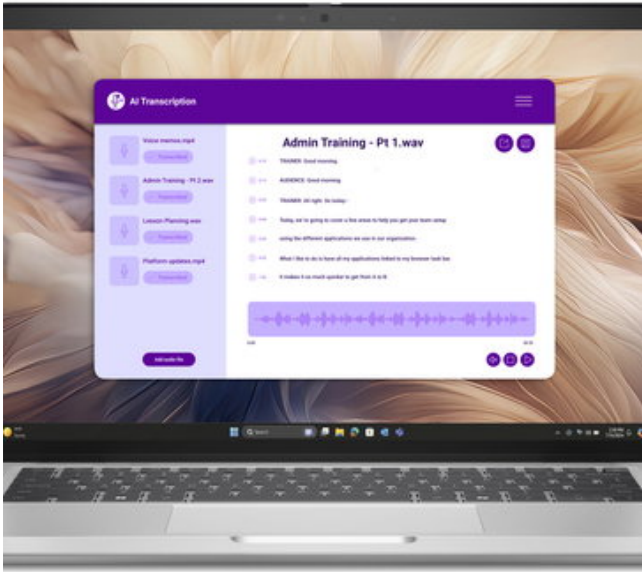 AI Transcription
Voice memos.mp4
Admin Training - Pt 2.wav
Lesson Planning.wav
Platform updates.mp4
Add audio file
Admin Training - Pt 1.wav
TRAINER: Good morning.
AUDIENCE: Good morning.
TRAINER: All right. So today-
Today, we're going to cover a few areas to help you get your team setup
using the different applications we use in our organization-
What I like to do is have all my applications linked to my browser task bar.
It makes it so much quicker to get from A to B.
Search